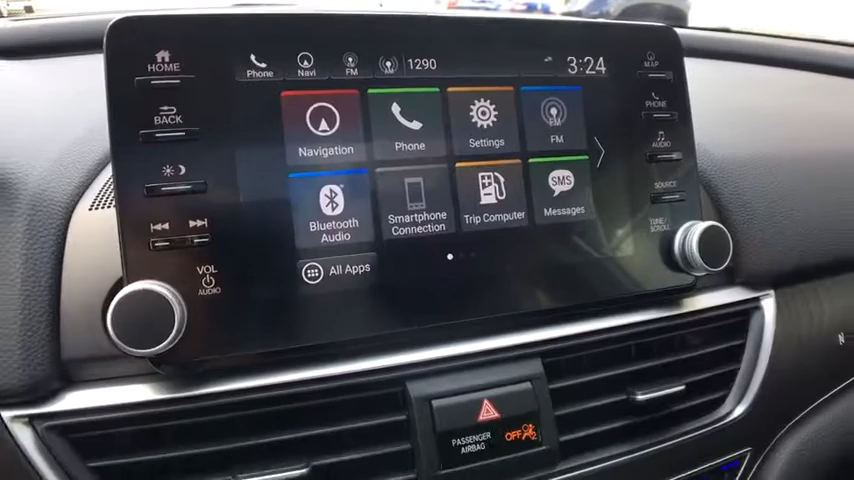 HOME
Phone Navi FM AM 1290 3:24
MAP
BACK
PHONE
AUDIO
SOURCE
TUNE/
SCROLL
VOL
AUDIO
Navigation
Phone
Settings
FM
FM
Bluetooth
Audio
Smartphone
Connection
Trip Computer
SMS
Messages
All Apps
PASSENGER
AIRBAG
OFF